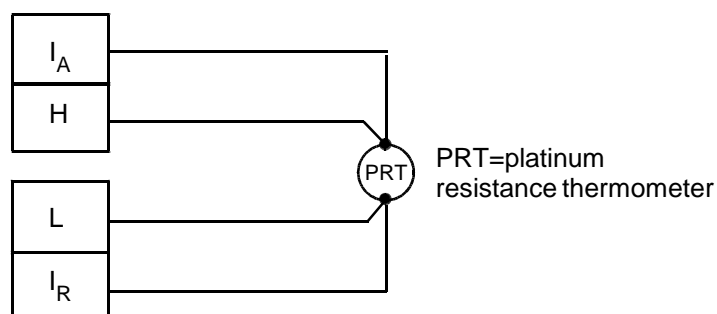 I_A
H
PRT
PRT=platinum
resistance thermometer
L
I_R